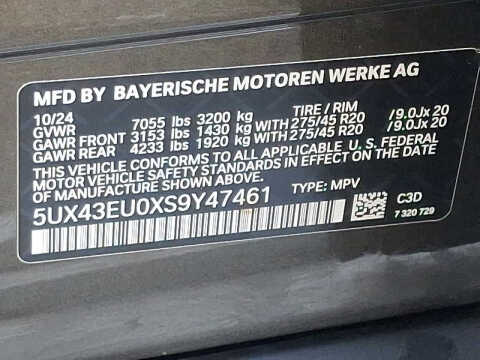 MFD BY BAYERISCHE MOTOREN WERKE AG
10/24 TIRE / RIM
GVWR 7055 lbs 3200 kg
GAWR FRONT 3153 lbs 1430 kg WITH 275/45 R20 /9.0Jx 20
GAWR REAR 4233 lbs 1920 kg WITH 275/45 R20 /9.0Jx 20
THIS VEHICLE CONFORMS TO ALL APPLICABLE U. S. FEDERAL
MOTOR VEHICLE SAFETY STANDARDS IN EFFECT ON THE DATE
OF MANUFACTURE SHOWN ABOVE.
5UX43EU0XS9Y47461 TYPE: MPV
C3D
7 320 729